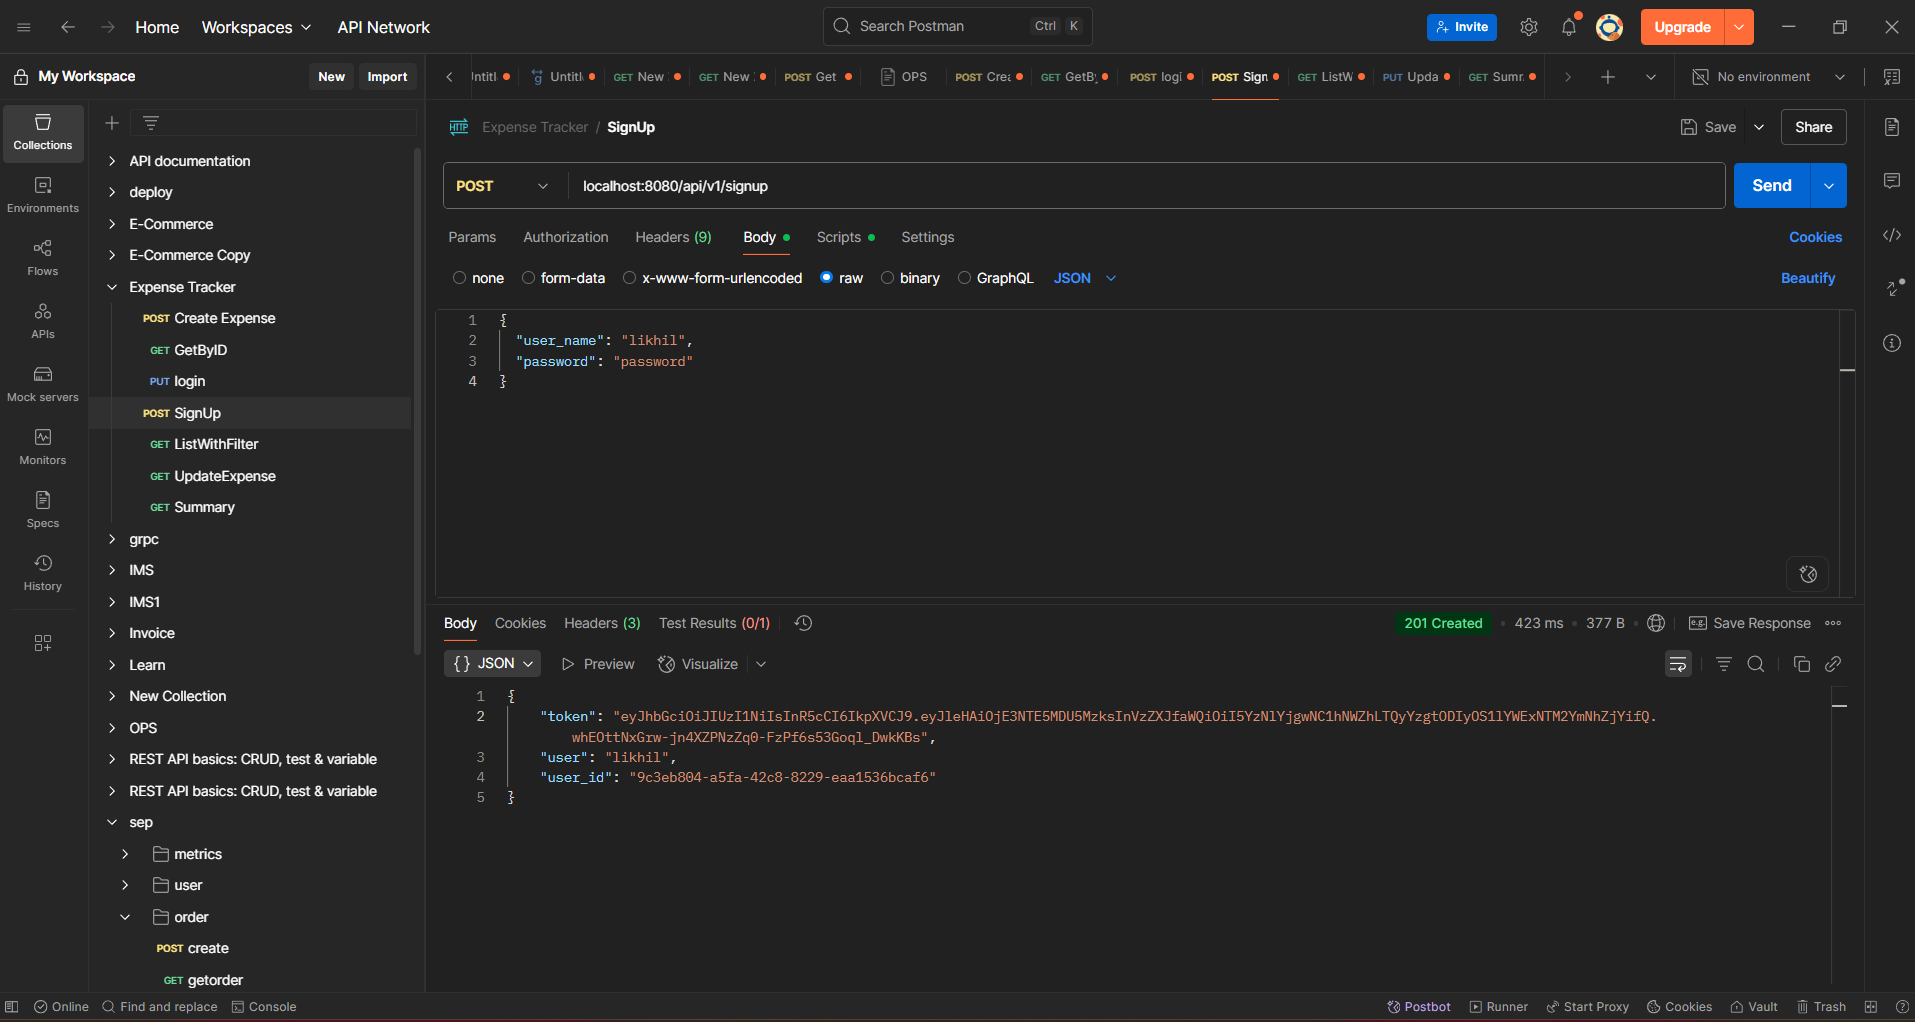 Home
Workspaces
API Network
Search Postman
Ctrl K
Invite
Upgrade
My Workspace
New
Import
Untitl
GET New
GET New
POST Get
OPS
POST Crea
GET GetBy
POST logi
POST Sign
GET ListW
PUT Upda
GET Sum
No environment
Collections
Environments
Flows
APIs
Mock servers
Monitors
Specs
History
API documentation
deploy
E-Commerce
E-Commerce Copy
Expense Tracker
POST Create Expense
GET GetByID
PUT login
POST SignUp
GET ListWithFilter
GET UpdateExpense
GET Summary
grpc
IMS
IMS1
Invoice
Learn
New Collection
OPS
REST API basics: CRUD, test & variable
REST API basics: CRUD, test & variable
sep
metrics
user
order
POST create
GET getorder
HTTP Expense Tracker / SignUp
Save
Share
POST
localhost:8080/api/v1/signup
Send
Params
Authorization
Headers (9)
Body
Scripts
Settings
Cookies
none
form-data
x-www-form-urlencoded
raw
binary
GraphQL
JSON
Beautify
1 {
2 "user_name": "likhil",
3 "password": "password"
4 }
Body
Cookies
Headers (3)
Test Results (0/1)
201 Created
423 ms
377 B
e.g. Save Response
{} JSON
Preview
Visualize
1 {
2 "token": "eyJhbGciOiJIUzI1NiIsInR5cCI6IkpXVCJ9.eyJleHAiOjE3NTE5MDU5MzksInVzZXJfaWQiOiI5YzNlYjgwNC1hNWZhLTQyYzgtODIyOS1lYWExNTM2YmNhZjYifQ.
whEOttNxGrw-jn4XZPNzZq0-FzPf6s53Goql_DwkKBs",
3 "user": "likhil",
4 "user_id": "9c3eb804-a5fa-42c8-8229-eaa1536bcaf6"
5 }
Online
Find and replace
Console
Postbot
Runner
Start Proxy
Cookies
Vault
Trash